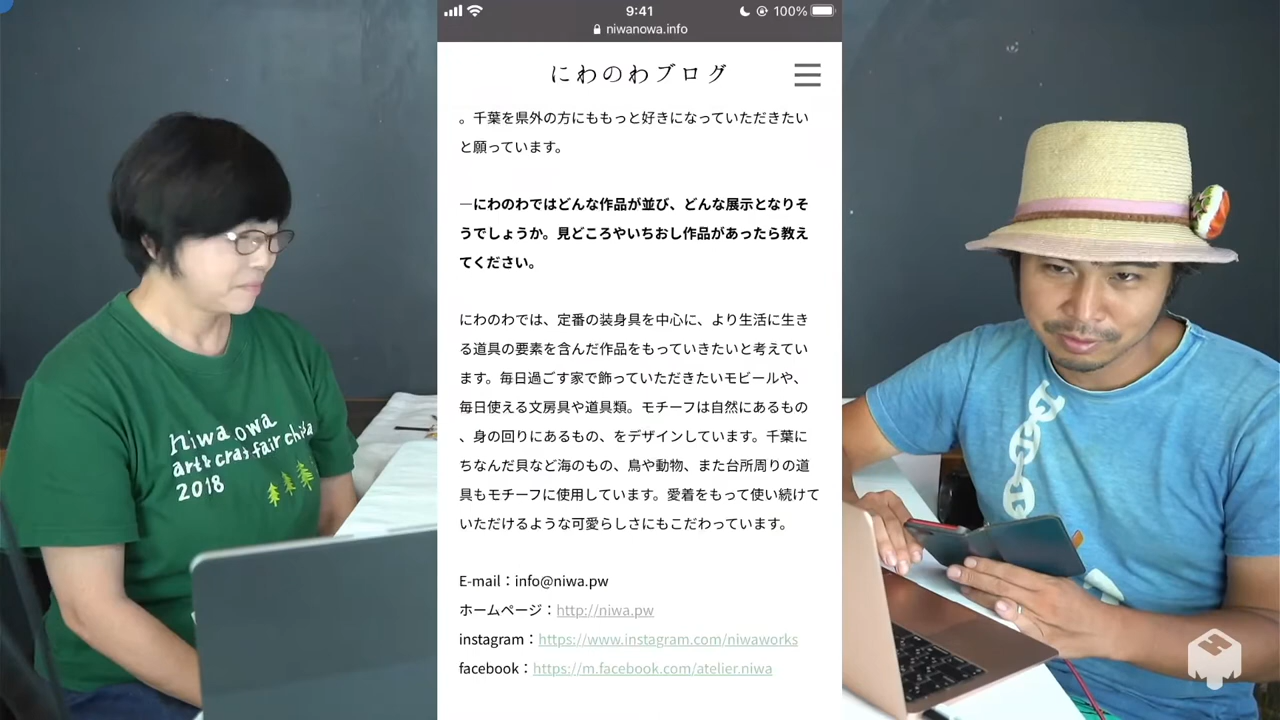 9:41
100%
niwanowa.info
にわのわブログ
。千葉を県外の方にももっと好きになっていただきたい
と願っています。
―にわのわではどんな作品が並び、どんな展示となりそ
うでしょうか。見どころやいちおし作品があったら教え
てください。
にわのわでは、定番の装身具を中心に、より生活に生き
る道具の要素を含んだ作品をもっていきたいと考えてい
ます。毎日過ごす家で飾っていただきたいモビールや、
毎日使える文房具や道具類。モチーフは自然にあるもの
、身の回りにあるもの、をデザインしています。千葉に
ちなんだ貝など海のもの、鳥や動物、また台所周りの道
具もモチーフに使用しています。愛着をもって使い続けて
いただけるような可愛らしさにもこだわっています。
E-mail：info@niwa.pw
ホームページ：http://niwa.pw
instagram：https://www.instagram.com/niwaworks
facebook：https://m.facebook.com/atelier.niwa
niwa owa
art & craft fair chiba
2018